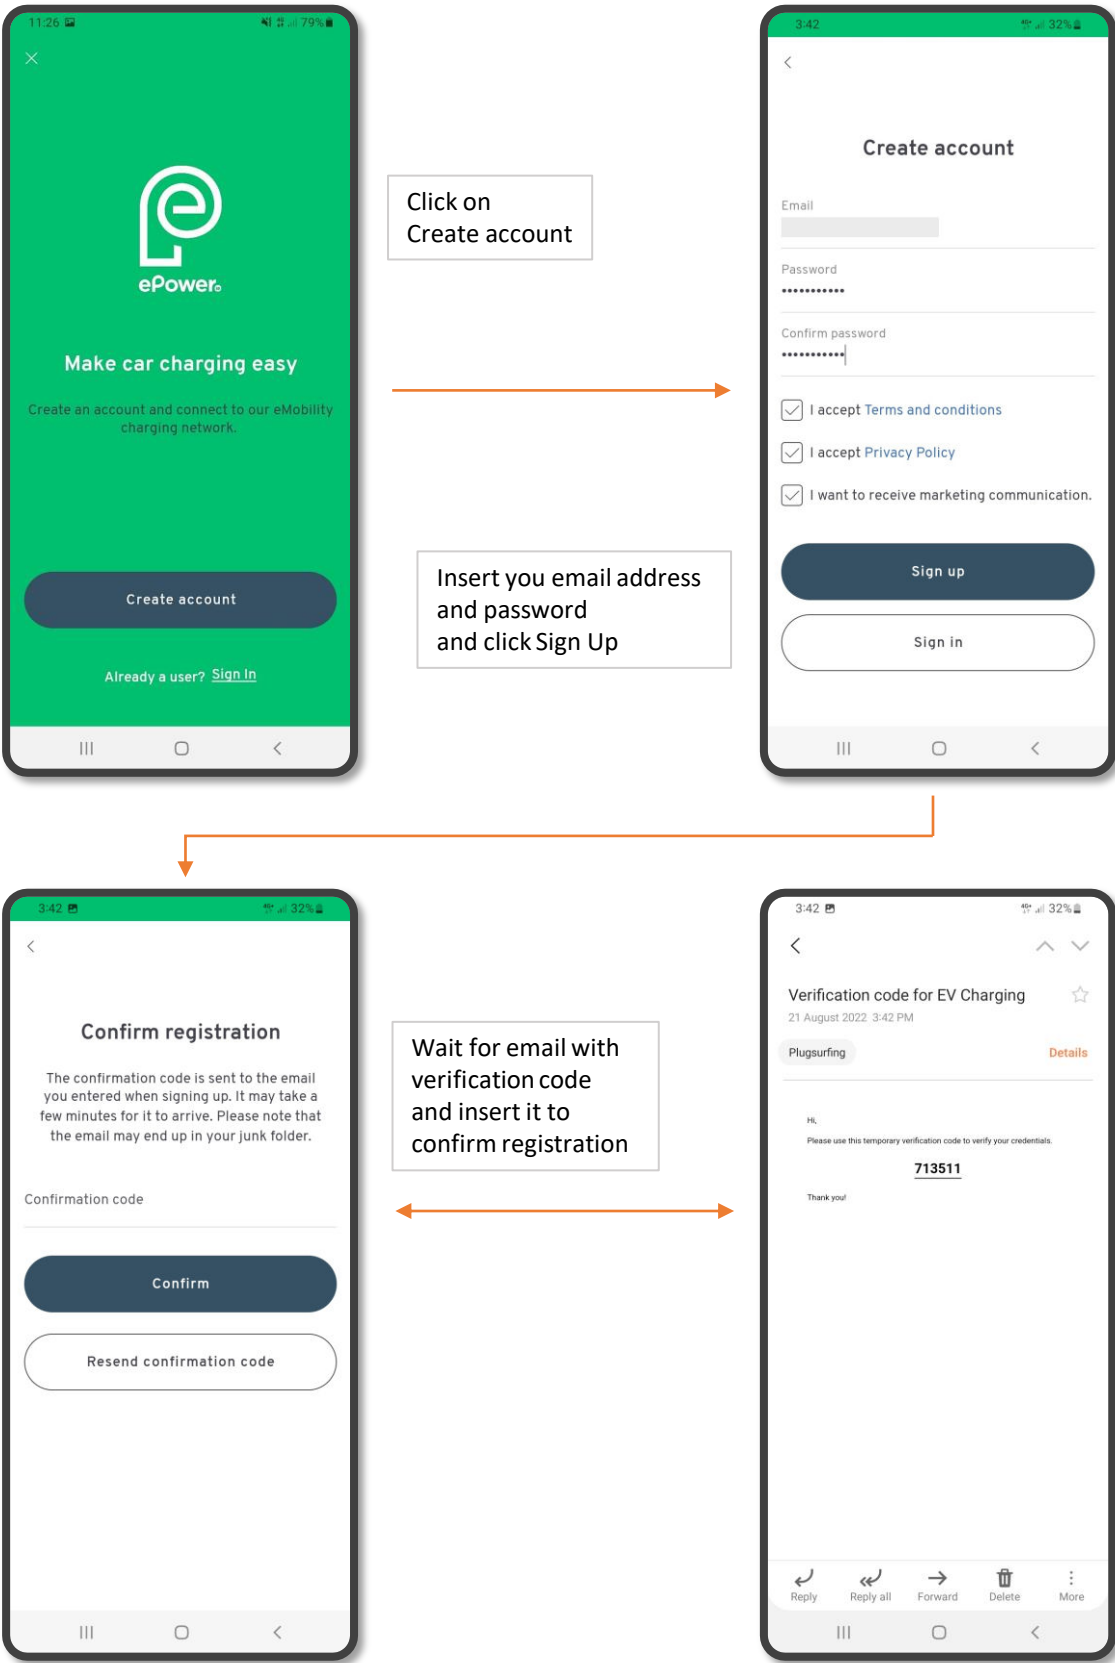 11:26 79%
ePower
Make car charging easy
Create an account and connect to our eMobility
charging network.
Create account
Already a user? Sign In
Click on
Create account
Insert you email address
and password
and click Sign Up
3:42 32%
Create account
Email
Password
•••••••••••
Confirm password
•••••••••••
I accept Terms and conditions
I accept Privacy Policy
I want to receive marketing communication.
Sign up
Sign in
3:42 32%
Confirm registration
The confirmation code is sent to the email
you entered when signing up. It may take a
few minutes for it to arrive. Please note that
the email may end up in your junk folder.
Confirmation code
Confirm
Resend confirmation code
Wait for email with
verification code
and insert it to
confirm registration
3:42 32%
Verification code for EV Charging
21 August 2022 3:42 PM
Plugsurfing Details
Hi,
Please use this temporary verification code to verify your credentials.
713511
Thank you!
Reply Reply all Forward Delete More